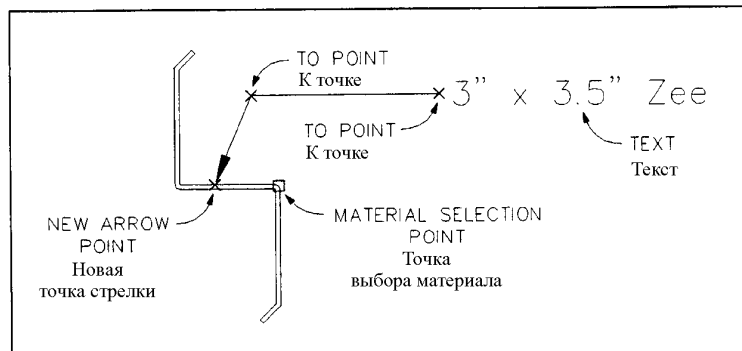 TO POINT
К точке
3" x 3.5" Zee
TO POINT
К точке
TEXT
Текст
NEW ARROW
POINT
Новая
точка стрелки
MATERIAL SELECTION
POINT
Точка
выбора материала